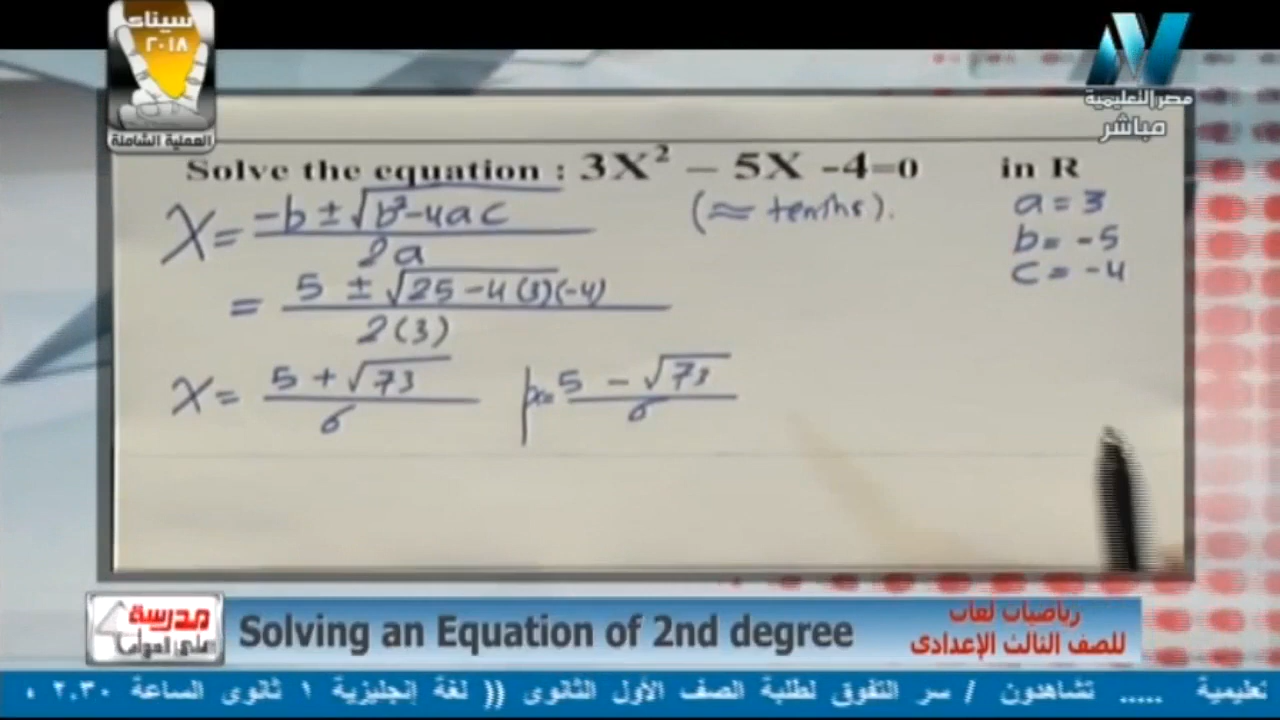 سيناء
٢٠١٨
العملية الشاملة
مصر التعليمية
مباشر
Solve the equation : 3X² – 5X -4=0 in R
X = (-b ± √(b²-4ac)) / 2a
(≈ tenths).
a = 3
b = -5
c = -4
= (5 ± √(25 -4(3)(-4))) / 2(3)
X = (5 + √73) / 6 | x= (5 - √73) / 6
مدرسة
على الهواء
Solving an Equation of 2nd degree
رياضيات لغات
للصف الثالث الإعدادى
تعليمية ..... تشاهدون / سر التفوق لطلبة الصف الأول الثانوى (( لغة إنجليزية ١ ثانوى الساعة ٢.٣٠ ،